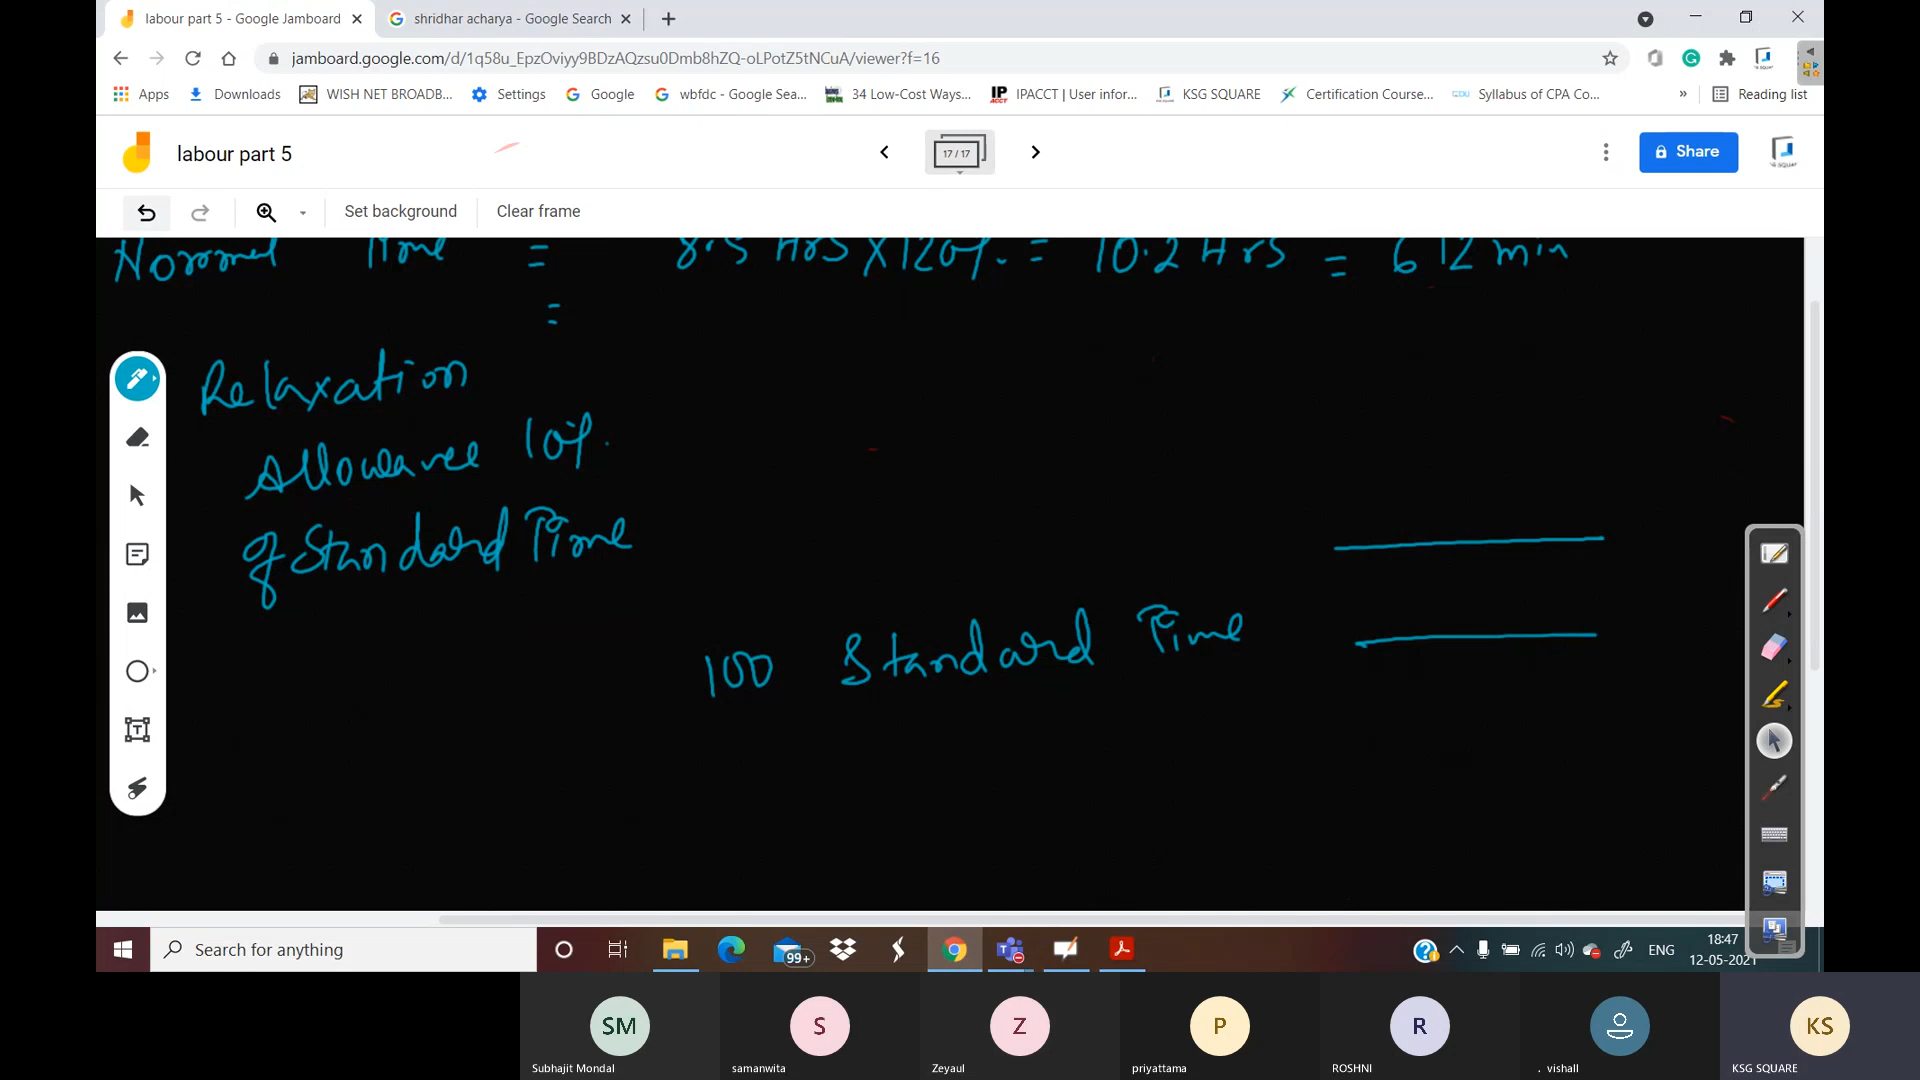 labour part 5 - Google Jamboard
shridhar acharya - Google Search
jamboard.google.com/d/1q58u_EpzOviyy9BDzAQzsu0Dmb8hZQ-oLPotZ5tNCuA/viewer?f=16
Apps Downloads WISH NET BROADB... Settings Google wbfdc - Google Sea... 34 Low-Cost Ways... IPACCT | User infor... KSG SQUARE Certification Course... Syllabus of CPA Co... » Reading list
labour part 5
17 / 17
Share
Set background Clear frame
Normal Time = 8.5 Hrs X 120% = 10.2 Hrs = 612 min
=
Relaxation
Allowance 10%
of Standard Time
100 Standard Time
Search for anything
99+
ENG
18:47
12-05-2021
SM S Z P R KS
Subhajit Mondal samanwita Zeyaul priyattama ROSHNI . vishall KSG SQUARE